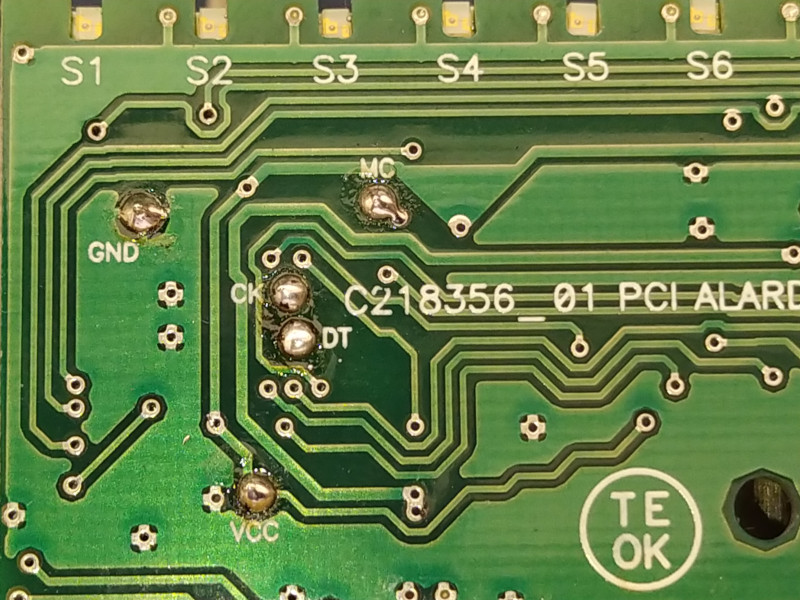 S1 S2 S3 S4 S5 S6
MC
GND
CK
C218356_01 PCI ALARD
DT
VCC
TE
OK